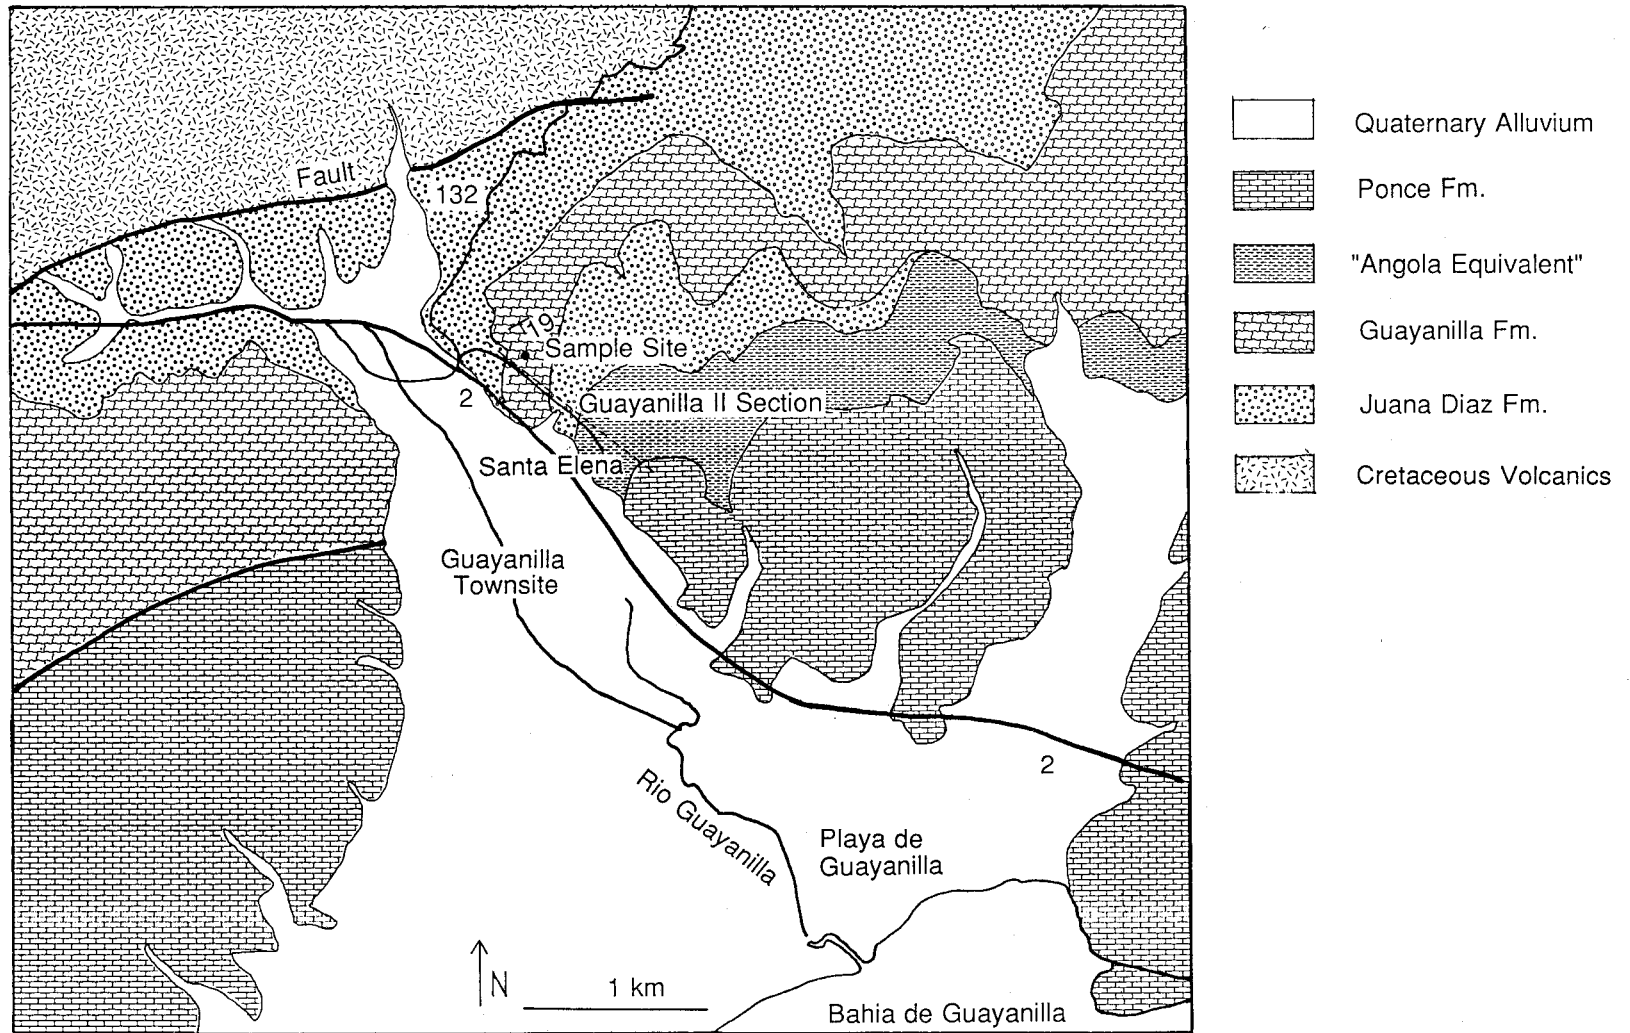 Fault
132
T19
Sample Site
2
Guayanilla II Section
Santa Elena
Guayanilla
Townsite
2
Rio Guayanilla
Playa de
Guayanilla
N
1 km
Bahia de Guayanilla
Quaternary Alluvium
Ponce Fm.
"Angola Equivalent"
Guayanilla Fm.
Juana Diaz Fm.
Cretaceous Volcanics